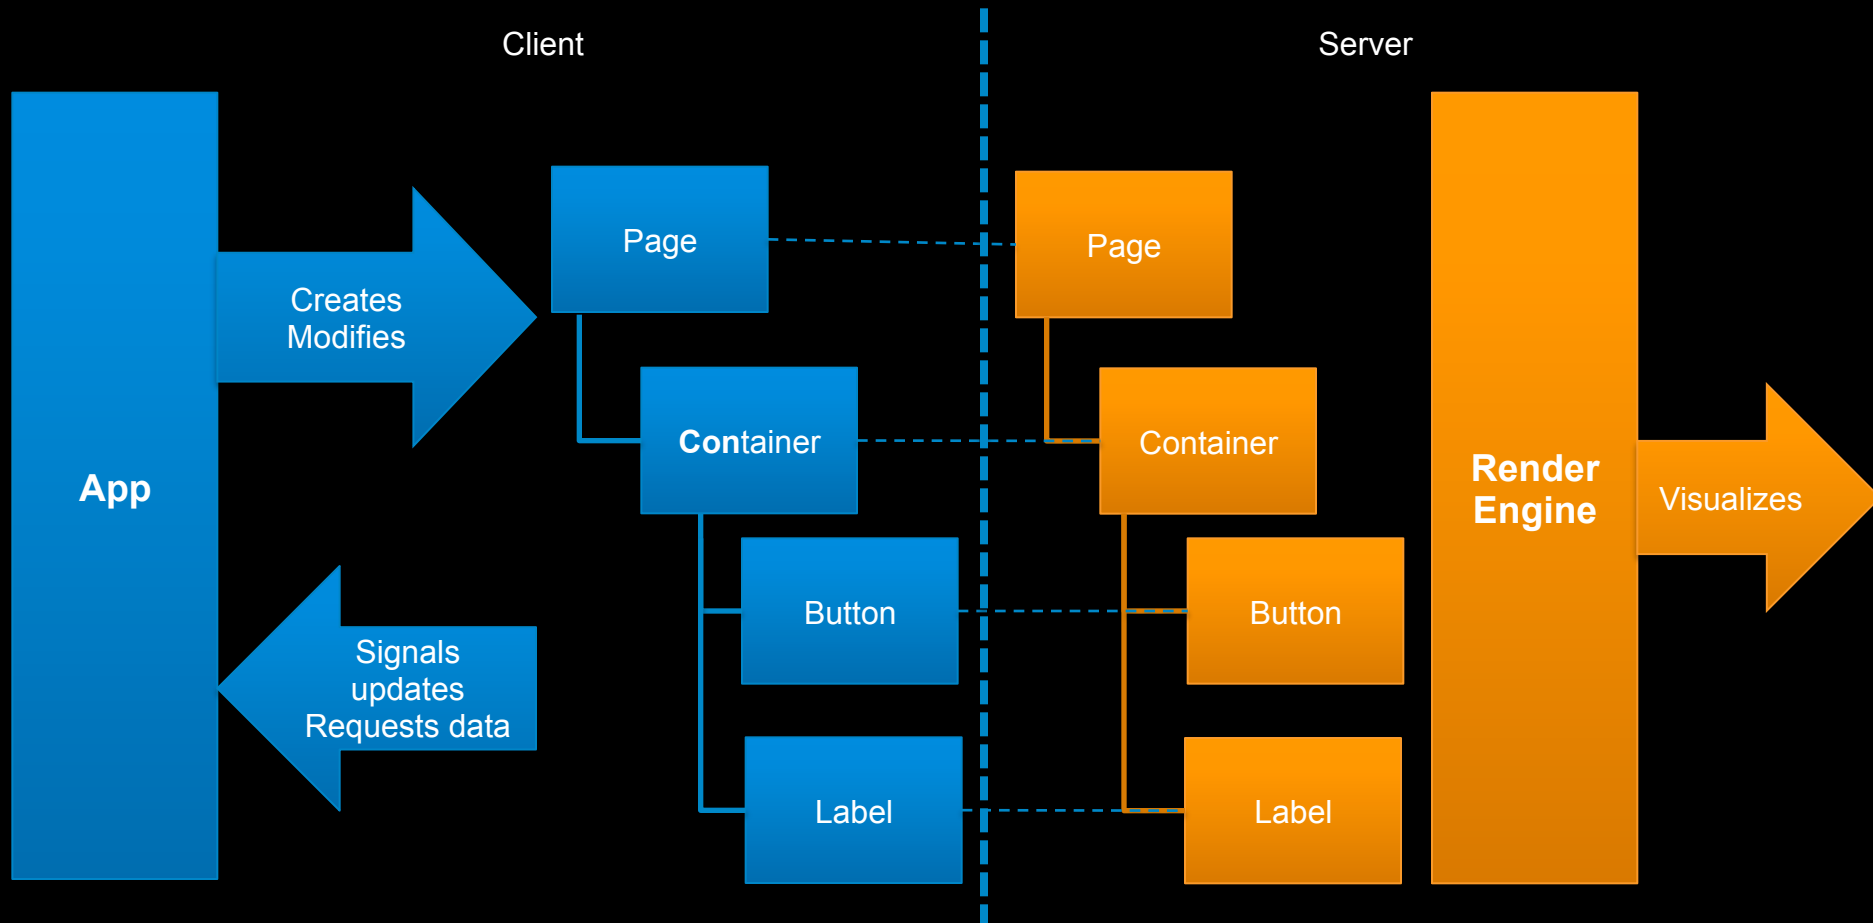 Client
Server
App
Creates
Modifies
Signals
updates
Requests data
Page
Container
Button
Label
Page
Container
Button
Label
Render
Engine
Visualizes